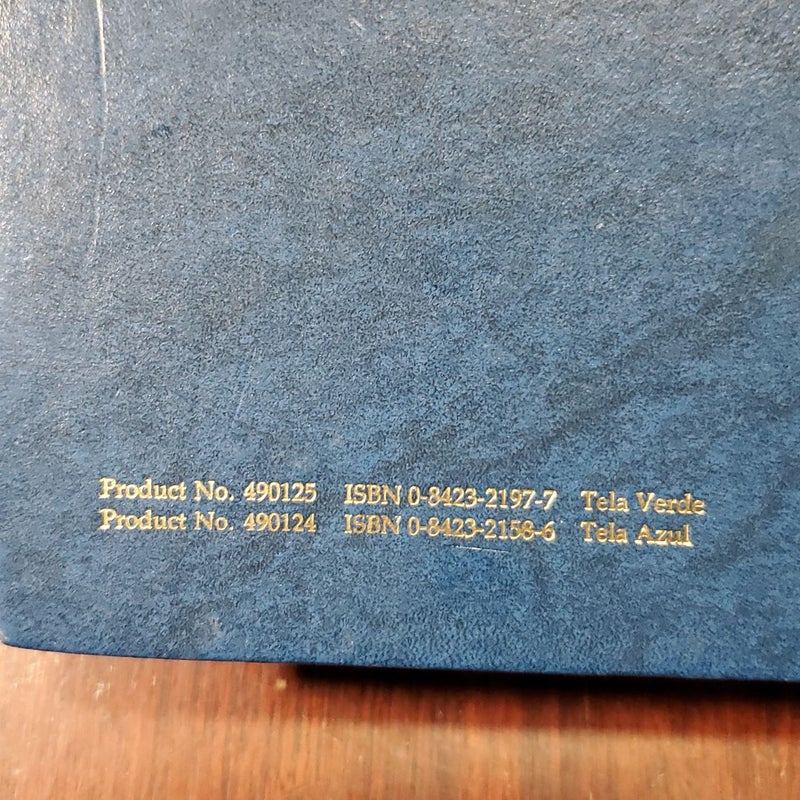 Product No. 490125 ISBN 0-8423-2197-7 Tela Verde
Product No. 490124 ISBN 0-8423-2158-6 Tela Azul